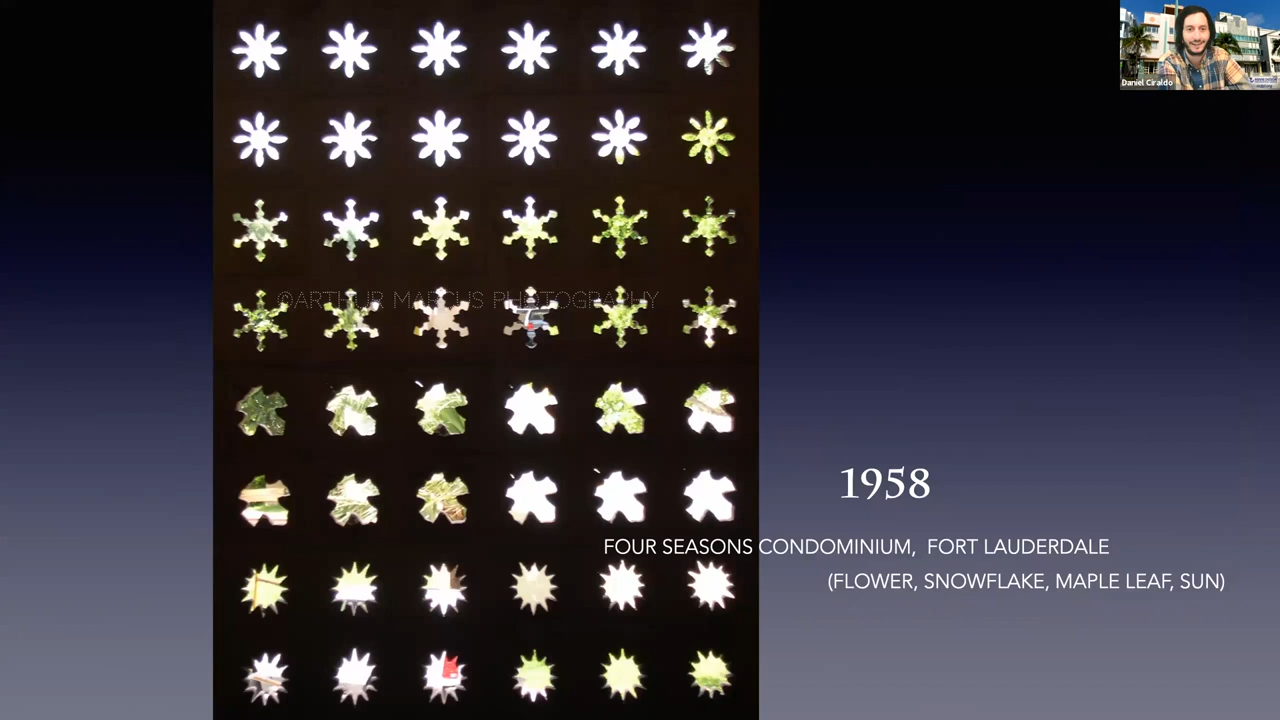 Daniel Ciraldo
©ARTHUR MARCUS PHOTOGRAPHY
1958
FOUR SEASONS CONDOMINIUM, FORT LAUDERDALE
(FLOWER, SNOWFLAKE, MAPLE LEAF, SUN)